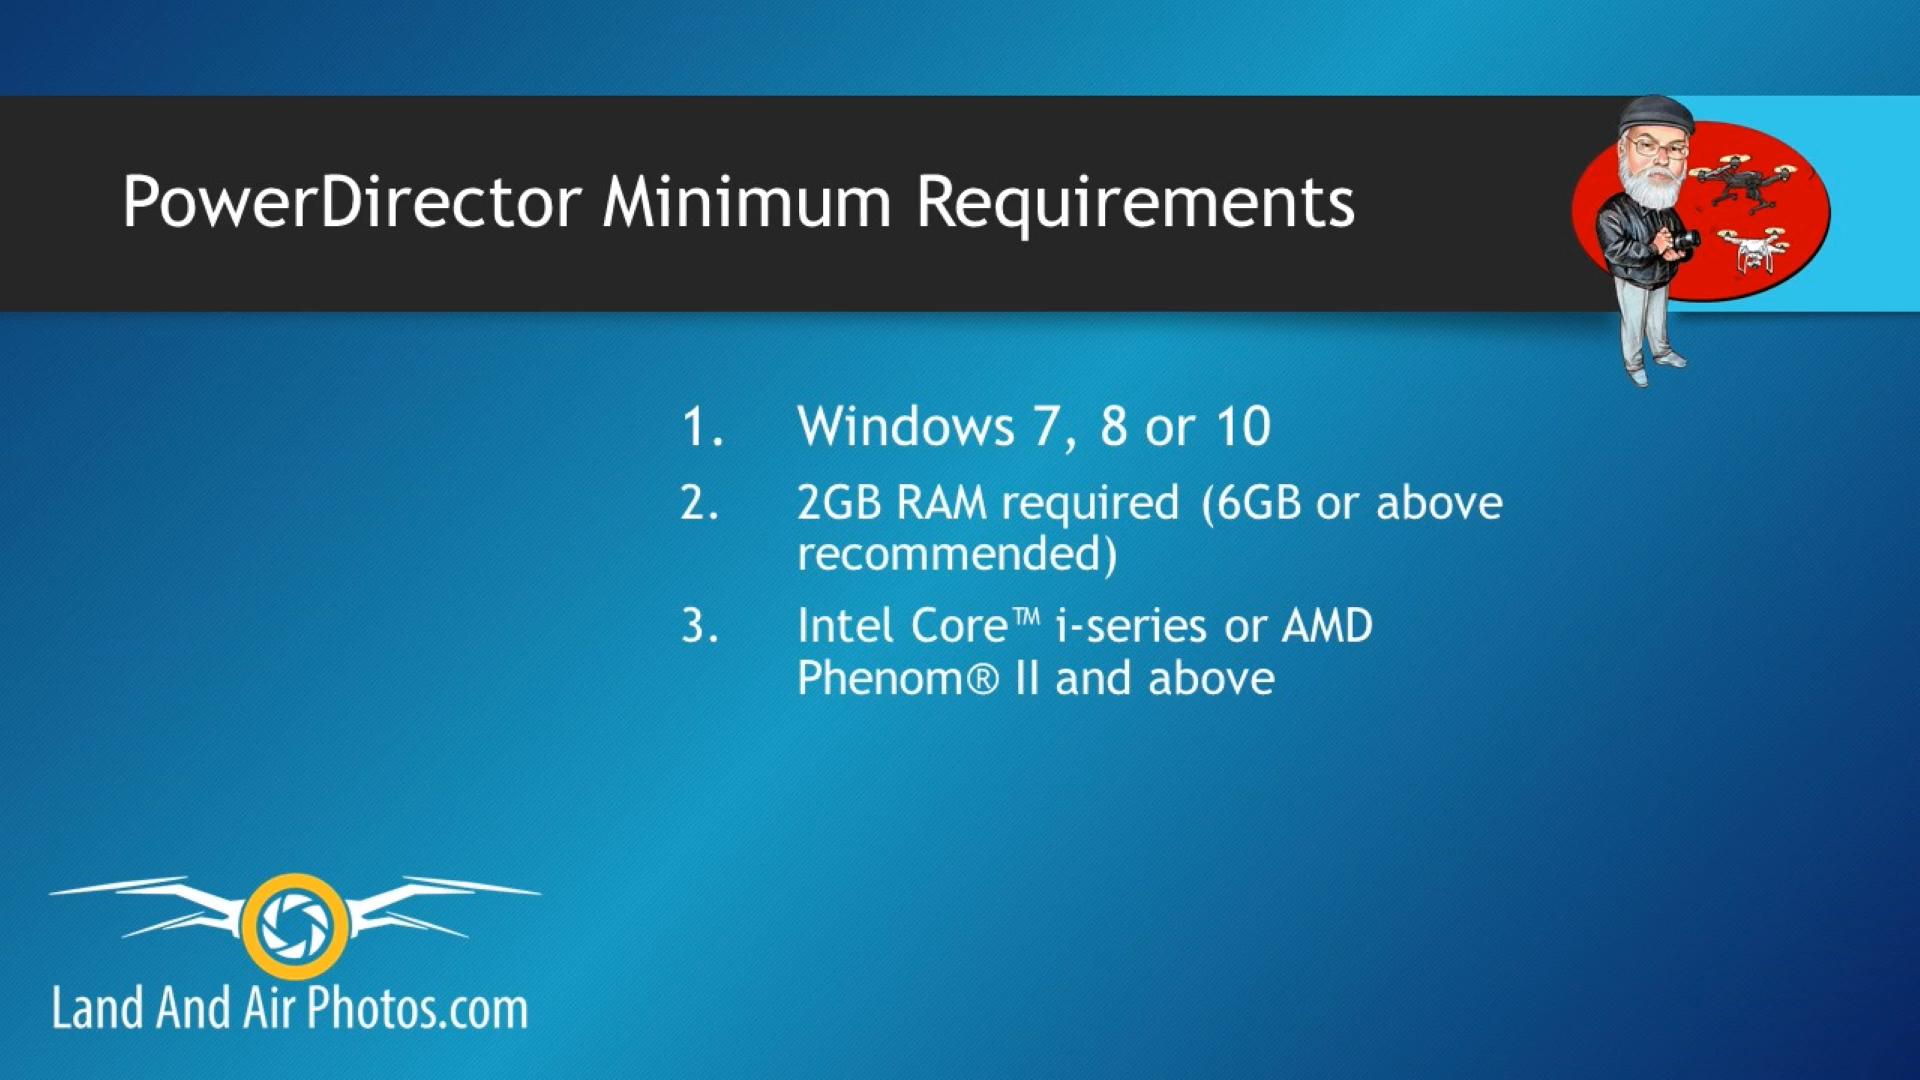 PowerDirector Minimum Requirements
1. Windows 7, 8 or 10
2. 2GB RAM required (6GB or above
recommended)
3. Intel Core™ i-series or AMD
Phenom® II and above
Land And Air Photos.com